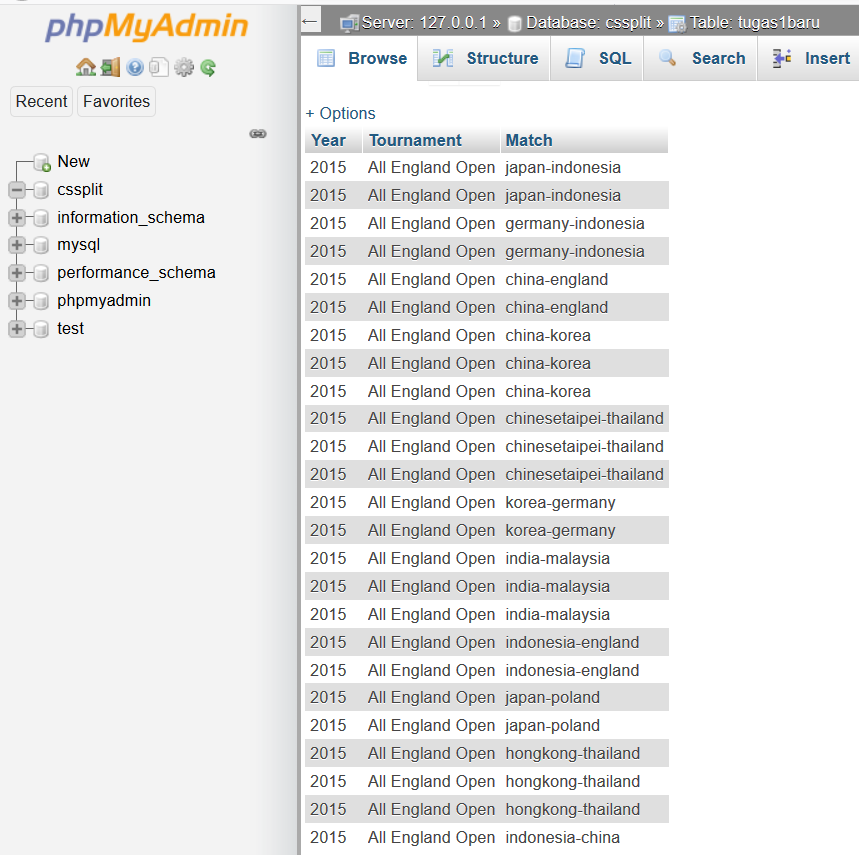 phpMyAdmin
Recent Favorites
New
cssplit
information_schema
mysql
performance_schema
phpmyadmin
test
← Server: 127.0.0.1 » Database: cssplit » Table: tugas1baru
Browse Structure SQL Search Insert
+ Options
Year Tournament Match
2015 All England Open japan-indonesia
2015 All England Open japan-indonesia
2015 All England Open germany-indonesia
2015 All England Open germany-indonesia
2015 All England Open china-england
2015 All England Open china-england
2015 All England Open china-korea
2015 All England Open china-korea
2015 All England Open china-korea
2015 All England Open chinesetaipei-thailand
2015 All England Open chinesetaipei-thailand
2015 All England Open chinesetaipei-thailand
2015 All England Open korea-germany
2015 All England Open korea-germany
2015 All England Open india-malaysia
2015 All England Open india-malaysia
2015 All England Open india-malaysia
2015 All England Open indonesia-england
2015 All England Open indonesia-england
2015 All England Open japan-poland
2015 All England Open japan-poland
2015 All England Open hongkong-thailand
2015 All England Open hongkong-thailand
2015 All England Open hongkong-thailand
2015 All England Open indonesia-china